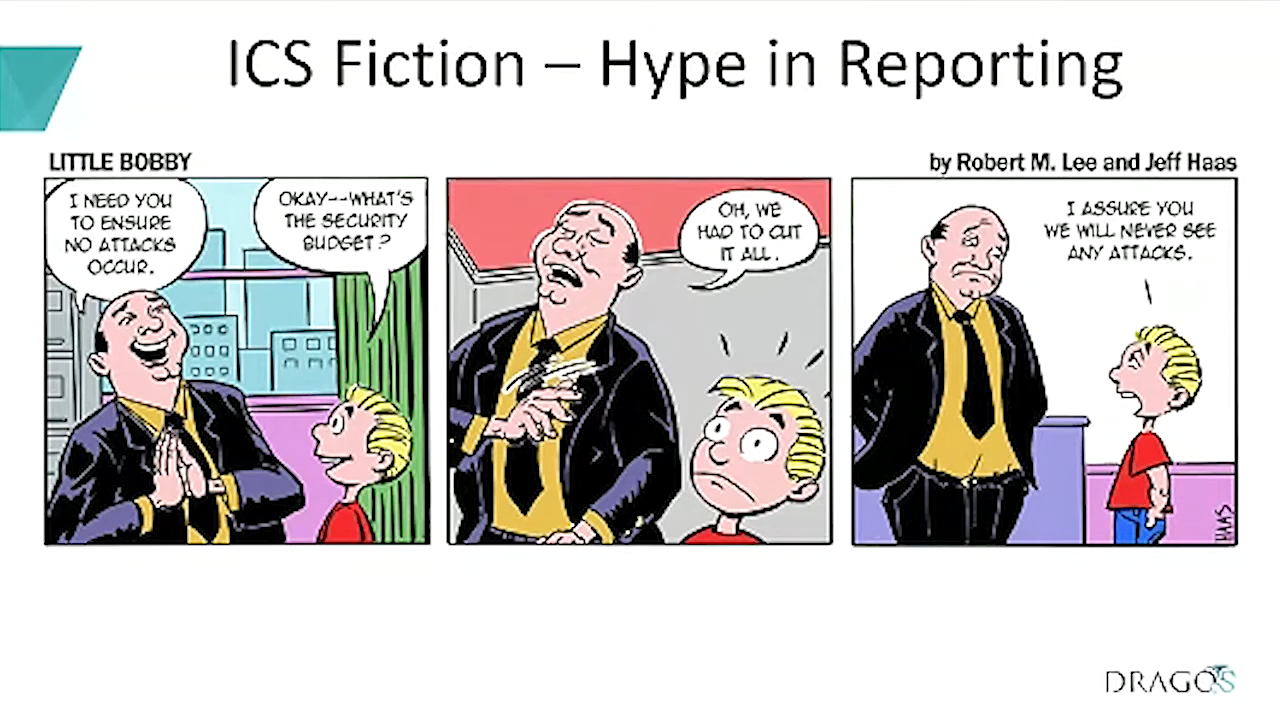 ICS Fiction – Hype in Reporting
LITTLE BOBBY
by Robert M. Lee and Jeff Haas
I NEED YOU
TO ENSURE
NO ATTACKS
OCCUR.
OKAY--WHAT'S
THE SECURITY
BUDGET?
OH, WE
HAD TO CUT
IT ALL.
I ASSURE YOU
WE WILL NEVER SEE
ANY ATTACKS.
HAAS
DRAGOS